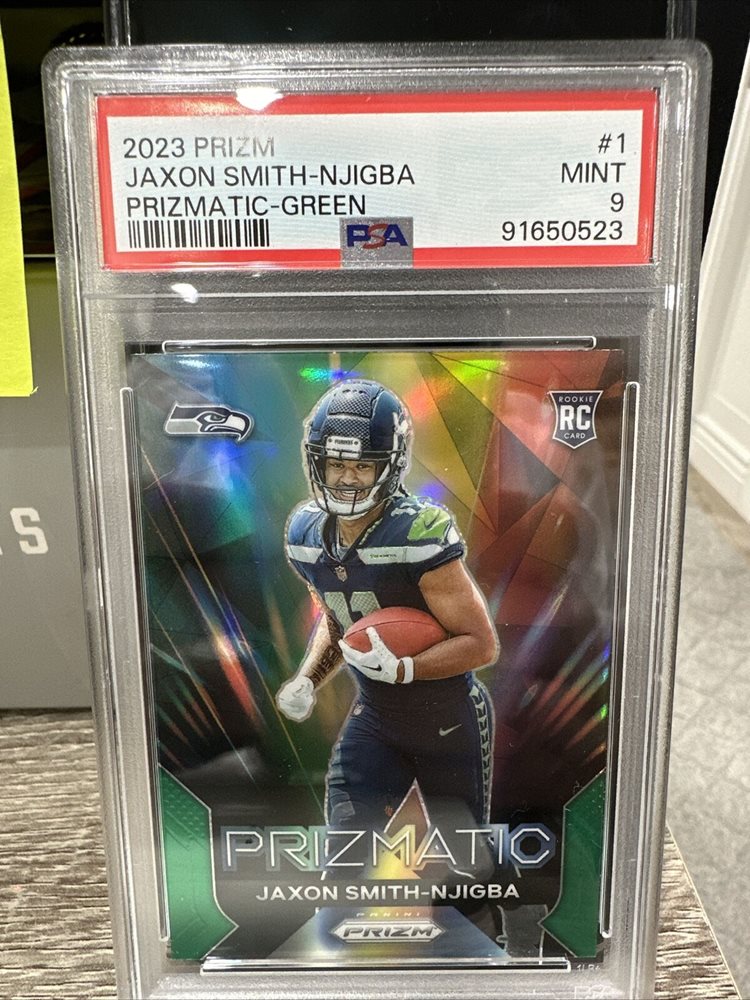 2023 PRIZM #1
JAXON SMITH-NJIGBA MINT
PRIZMATIC-GREEN 9
PSA 91650523
ROOKIE
RC
CARD
11
PRIZMATIC
JAXON SMITH-NJIGBA
PANINI
PRIZM
S